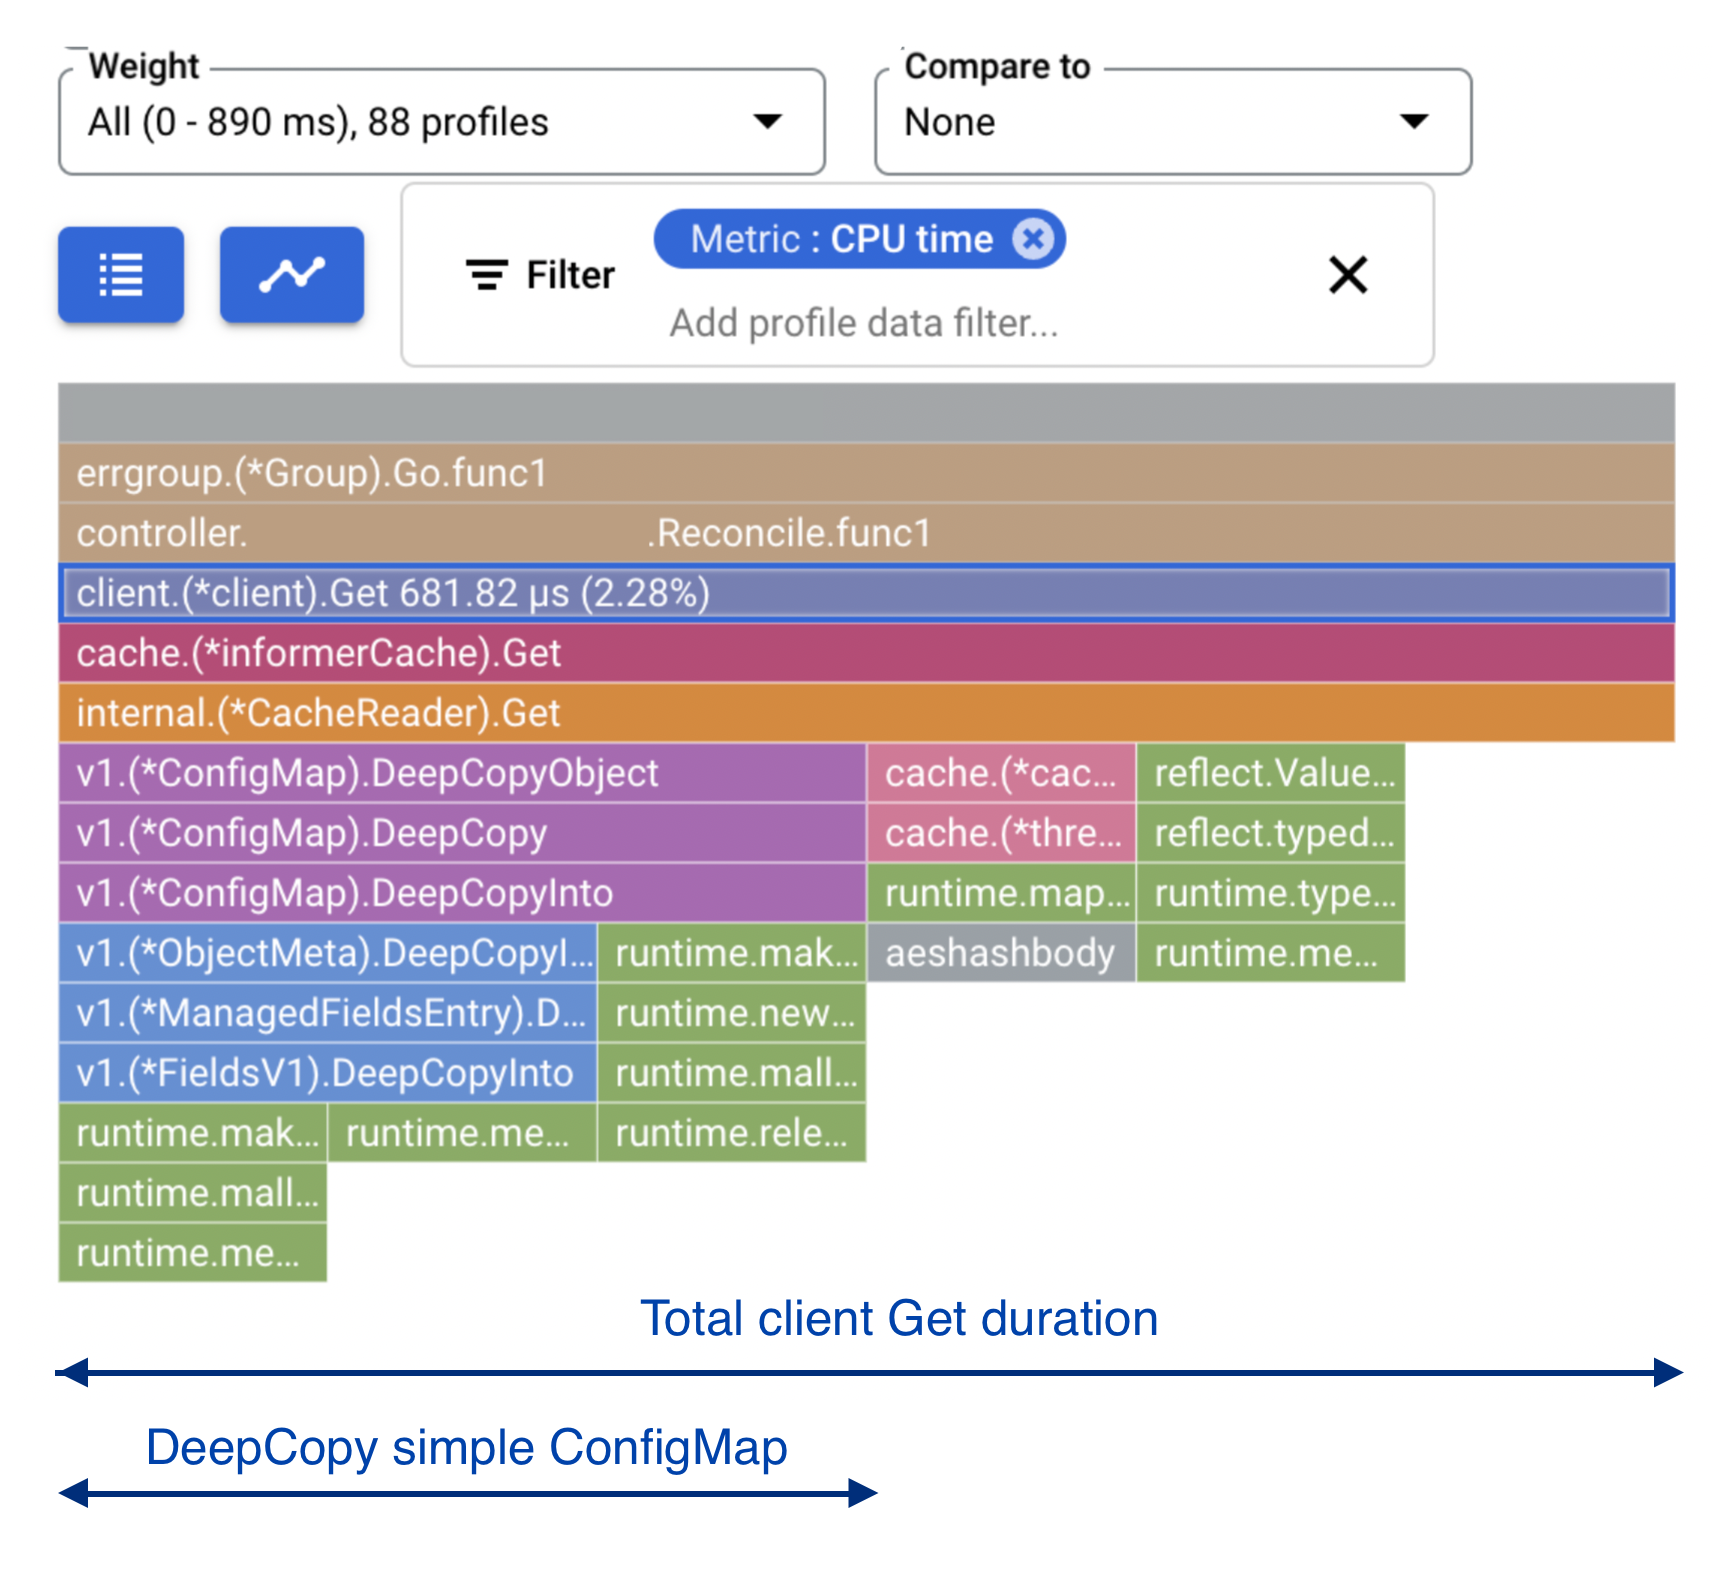 Weight
Compare to
All (0 - 890 ms), 88 profiles
None
Metric : CPU time
Filter
Add profile data filter...
errgroup.(*Group).Go.func1
controller. .Reconcile.func1
client.(*client).Get 681.82 µs (2.28%)
cache.(*informerCache).Get
internal.(*CacheReader).Get
v1.(*ConfigMap).DeepCopyObject cache.(*cac... reflect.Value...
v1.(*ConfigMap).DeepCopy cache.(*thre... reflect.typed...
v1.(*ConfigMap).DeepCopyInto runtime.map... runtime.type...
v1.(*ObjectMeta).DeepCopyI... runtime.mak... aeshashbody runtime.me...
v1.(*ManagedFieldsEntry).D... runtime.new...
v1.(*FieldsV1).DeepCopyInto runtime.mall...
runtime.mak... runtime.me... runtime.rele...
runtime.mall...
runtime.me...
Total client Get duration
DeepCopy simple ConfigMap